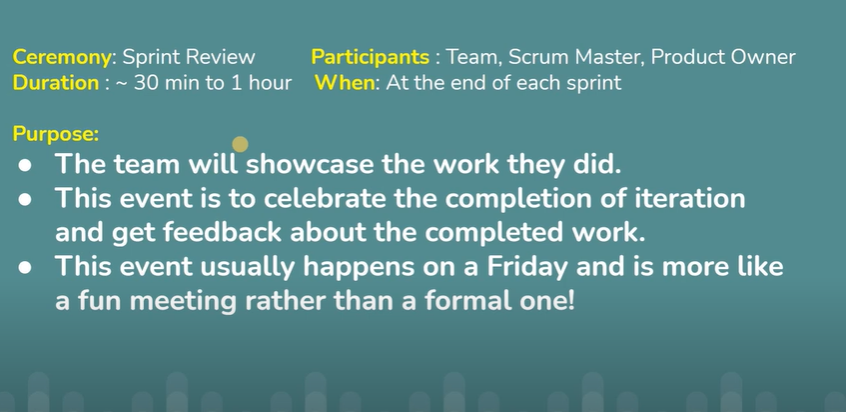 Ceremony: Sprint Review Participants : Team, Scrum Master, Product Owner
Duration : ~ 30 min to 1 hour When: At the end of each sprint
Purpose:
● The team will showcase the work they did.
● This event is to celebrate the completion of iteration
and get feedback about the completed work.
● This event usually happens on a Friday and is more like
a fun meeting rather than a formal one!